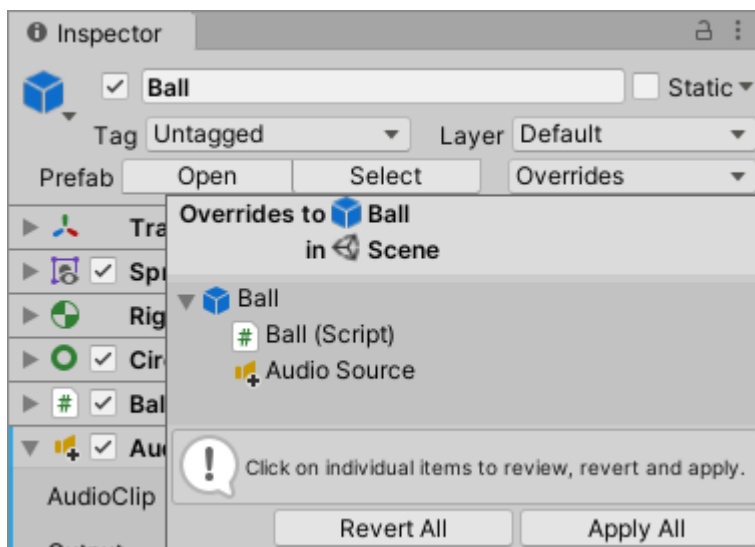 Inspector
Ball Static
Tag Untagged Layer Default
Prefab Open Select Overrides
Overrides to Ball
in Scene
Tra
Spr
Rig
Cir
Bal
Au
Ball
# Ball (Script)
Audio Source
Click on individual items to review, revert and apply.
AudioClip
Revert All Apply All